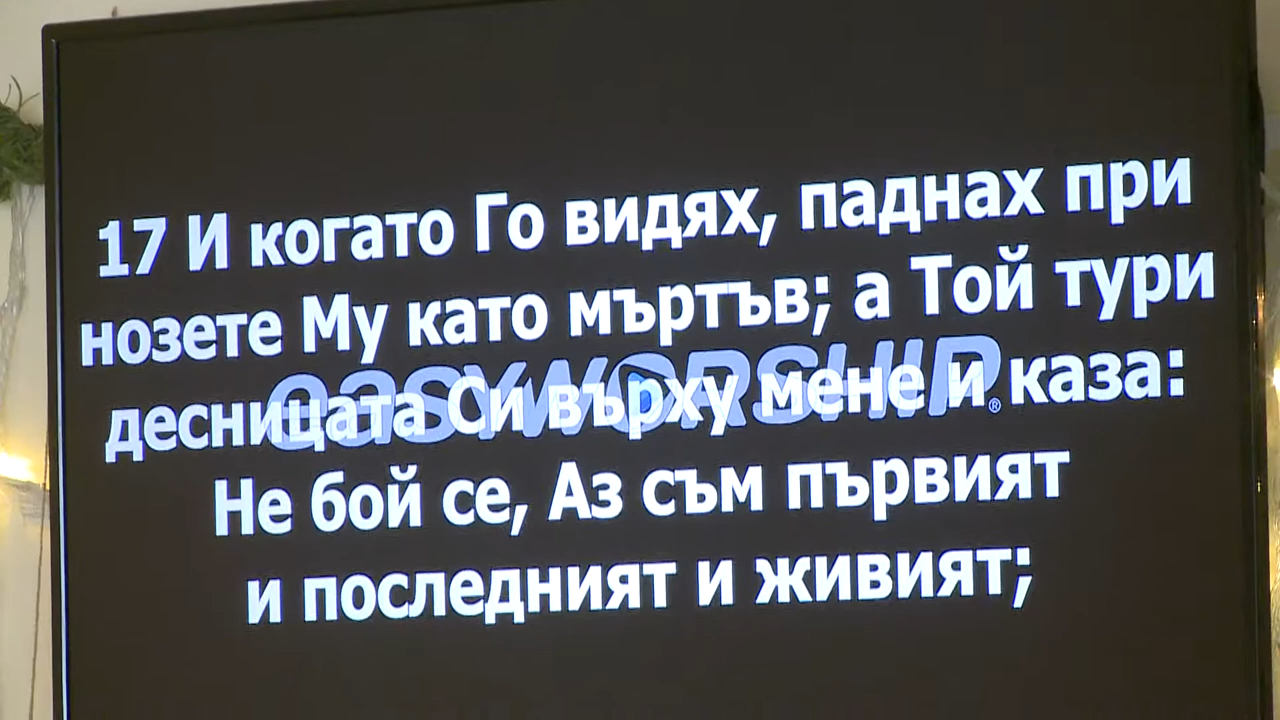 17 И когато Го видях, паднах при
нозете Му като мъртъв; а Той тури
десницата Си върху мене и каза:
easyworship®
Не бой се, Аз съм първият
и последният и живият;